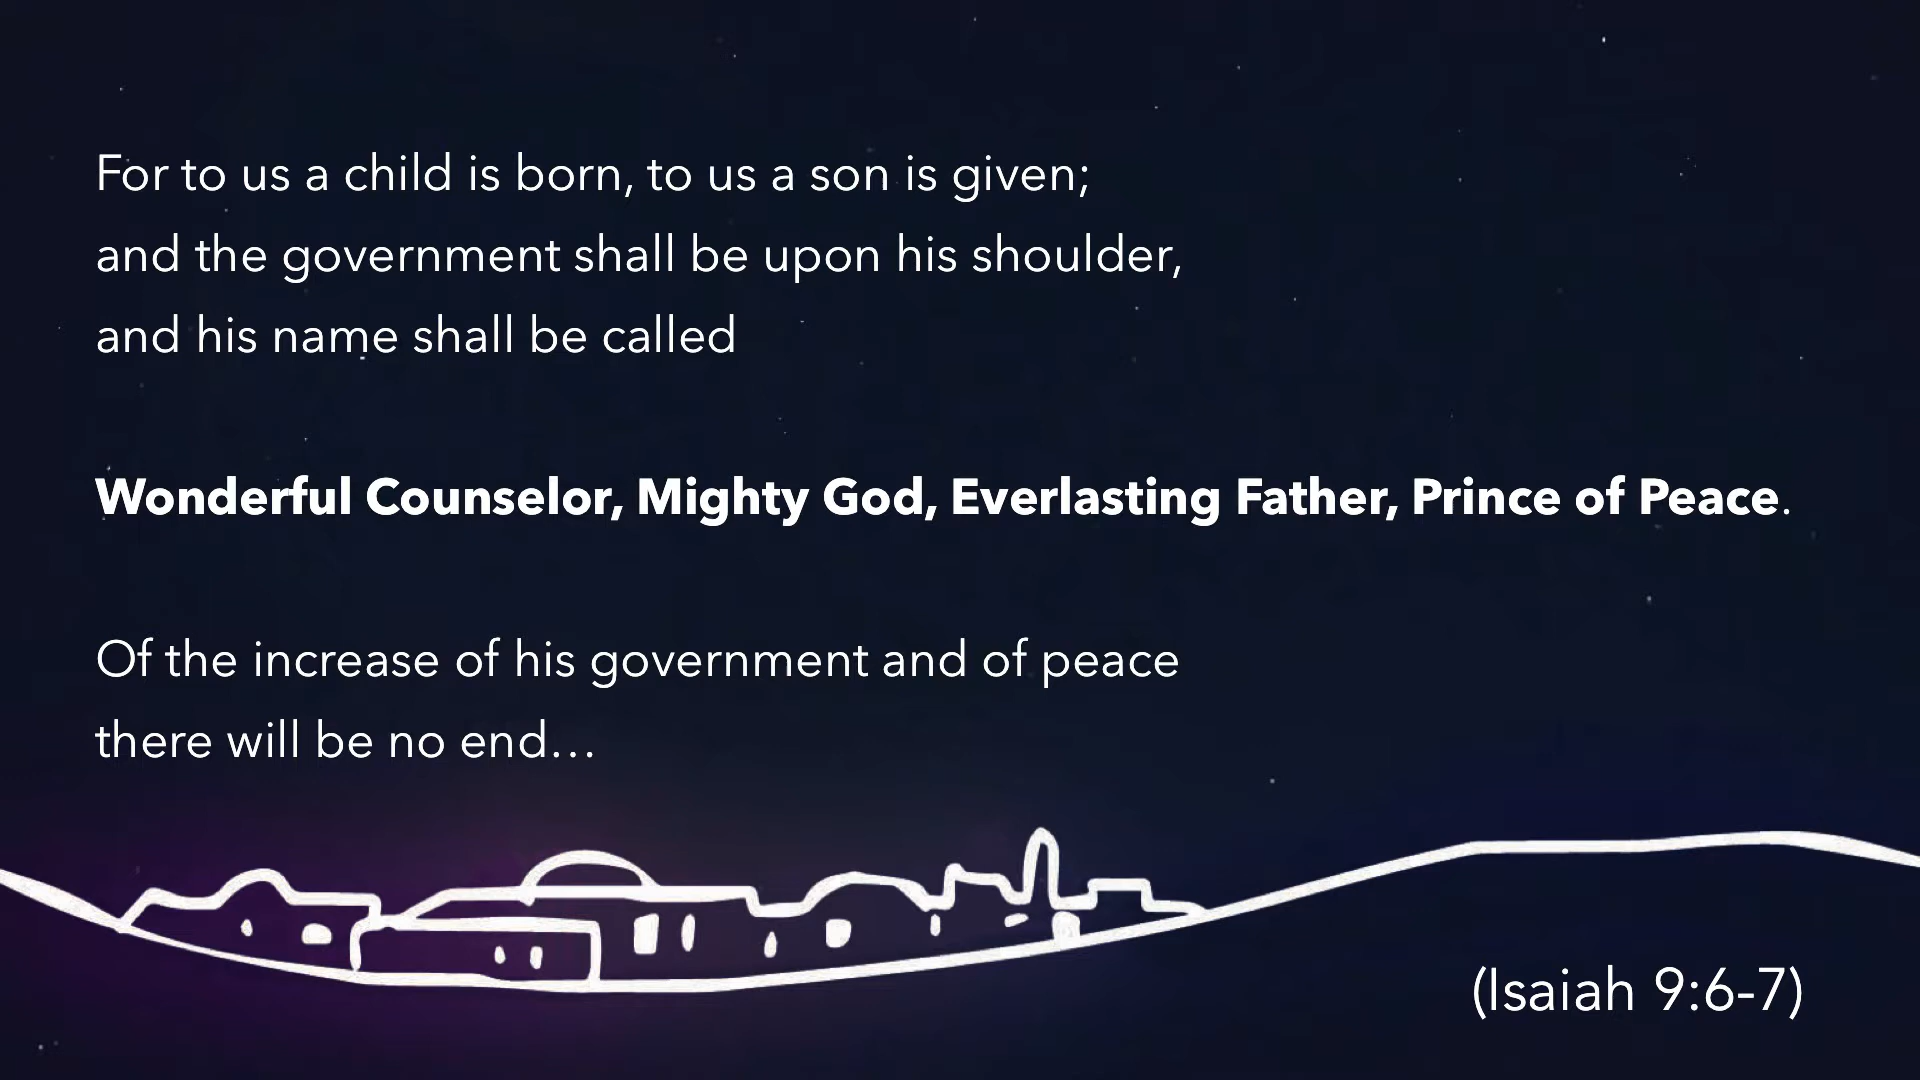 For to us a child is born, to us a son is given;
and the government shall be upon his shoulder,
and his name shall be called
Wonderful Counselor, Mighty God, Everlasting Father, Prince of Peace.
Of the increase of his government and of peace
there will be no end…
(Isaiah 9:6-7)